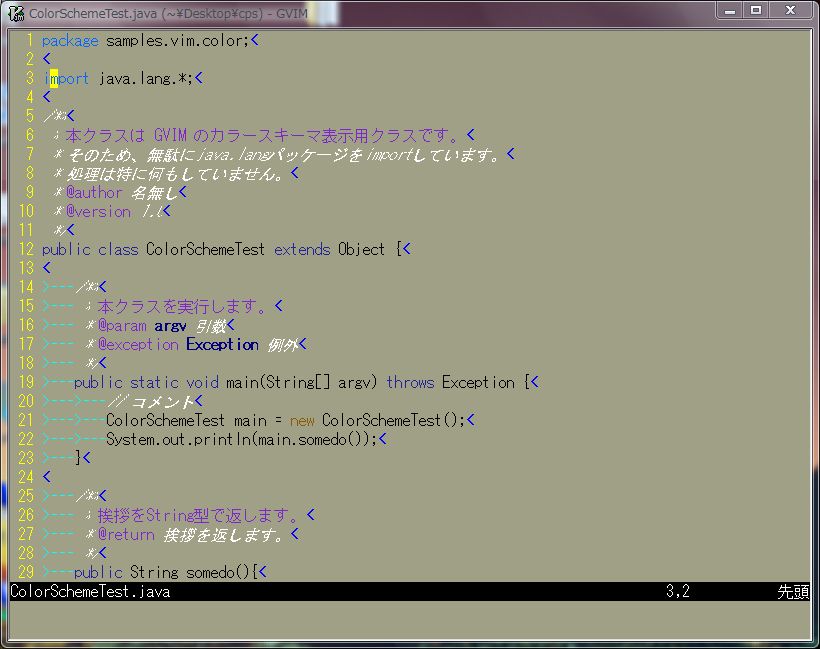 ColorSchemeTest.java (~¥Desktop¥cps) - GVIM
1 package samples.vim.color;<
2 <
3 import java.lang.*;<
4 <
5 /**<
6  * 本クラスは GVIM のカラースキーマ表示用クラスです。<
7  * そのため、無駄にjava.langパッケージをimportしています。<
8  * 処理は特に何もしていません。<
9  * @author 名無し<
10  * @version 1.0<
11  */<
12 public class ColorSchemeTest extends Object {<
13 <
14 >---/**<
15 >--- * 本クラスを実行します。<
16 >--- * @param argv 引数<
17 >--- * @exception Exception 例外<
18 >--- */<
19 >---public static void main(String[] argv) throws Exception {<
20 >--->---// コメント<
21 >--->---ColorSchemeTest main = new ColorSchemeTest();<
22 >--->---System.out.println(main.somedo());<
23 >---}<
24 <
25 >---/**<
26 >--- * 挨拶をString型で返します。<
27 >--- * @return 挨拶を返します。<
28 >--- */<
29 >---public String somedo(){<
ColorSchemeTest.java 3,2 先頭